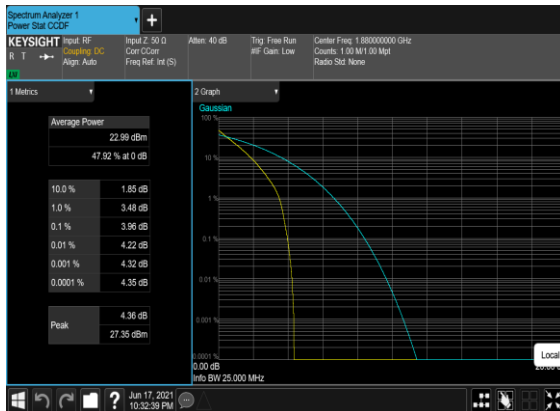 Spectrum Analyzer 1
Power Stat CCDF
KEYSIGHT
R T
LXI
Input: RF
Coupling: DC
Align: Auto
Input Z: 50 Ω
Corr CCorr
Freq Ref: Int (S)
Atten: 40 dB
Trig: Free Run
#IF Gain: Low
Center Freq: 1.880000000 GHz
Counts: 1.00 M/1.00 Mpt
Radio Std: None
1 Metrics
Average Power
22.99 dBm
47.92 % at 0 dB
10.0 % 1.85 dB
1.0 % 3.48 dB
0.1 % 3.96 dB
0.01 % 4.22 dB
0.001 % 4.32 dB
0.0001 % 4.35 dB
Peak
4.36 dB
27.35 dBm
2 Graph
Gaussian
100 %
10 %
1 %
0.1 %
0.01 %
0.001 %
0.0001 %
0.00 dB
Info BW 25.000 MHz
Local
?
Jun 17, 2021
10:32:39 PM